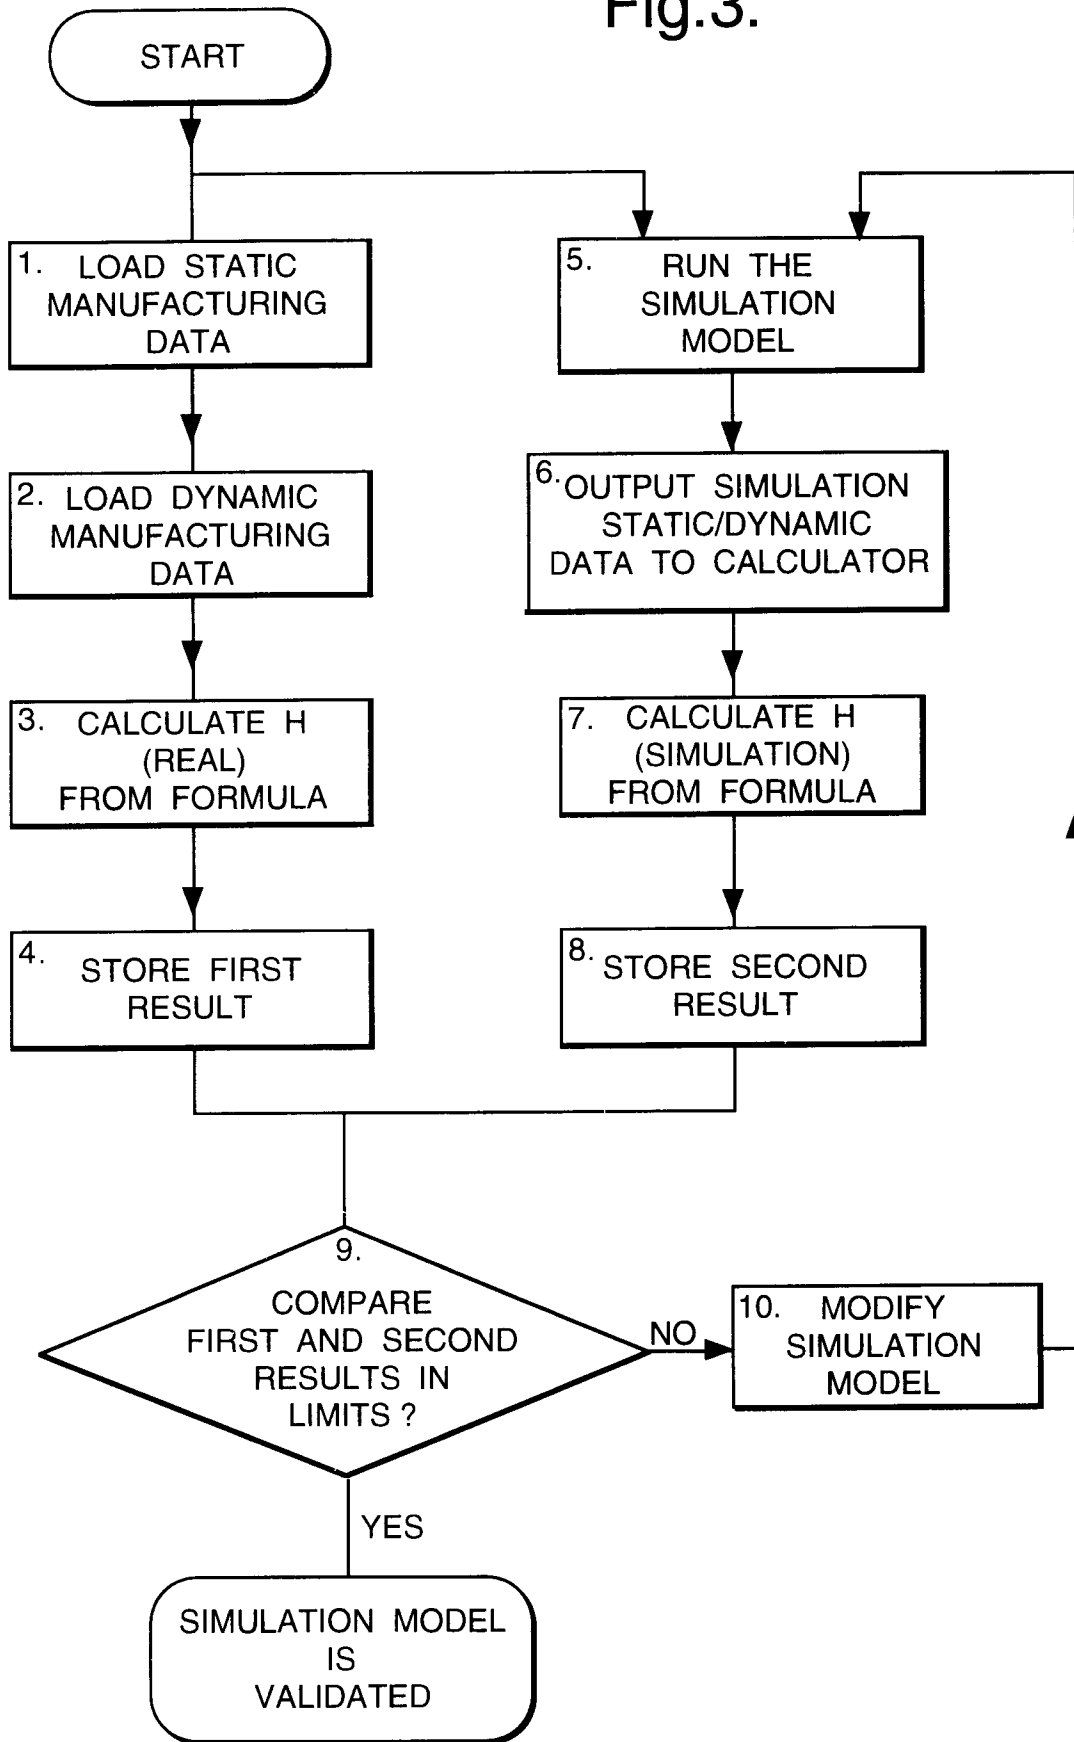 Fig.3.
START
1. LOAD STATIC
MANUFACTURING
DATA
2. LOAD DYNAMIC
MANUFACTURING
DATA
3. CALCULATE H
(REAL)
FROM FORMULA
4. STORE FIRST
RESULT
5. RUN THE
SIMULATION
MODEL
6. OUTPUT SIMULATION
STATIC/DYNAMIC
DATA TO CALCULATOR
7. CALCULATE H
(SIMULATION)
FROM FORMULA
8. STORE SECOND
RESULT
9.
COMPARE
FIRST AND SECOND
RESULTS IN
LIMITS ?
NO
10. MODIFY
SIMULATION
MODEL
YES
SIMULATION MODEL
IS
VALIDATED